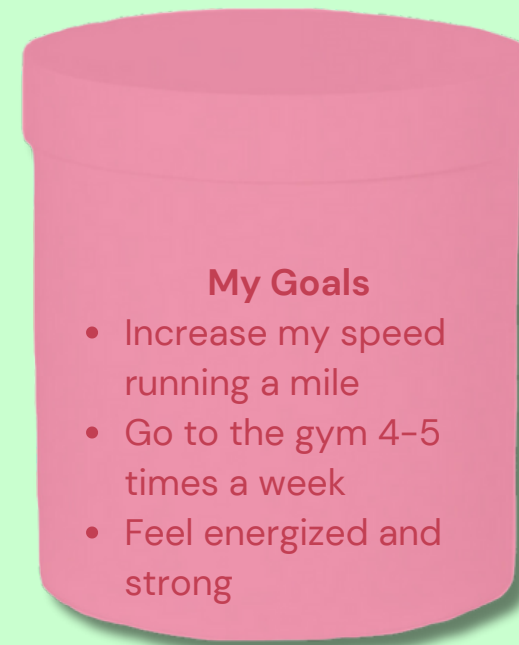 My Goals
• Increase my speed
running a mile
• Go to the gym 4-5
times a week
• Feel energized and
strong